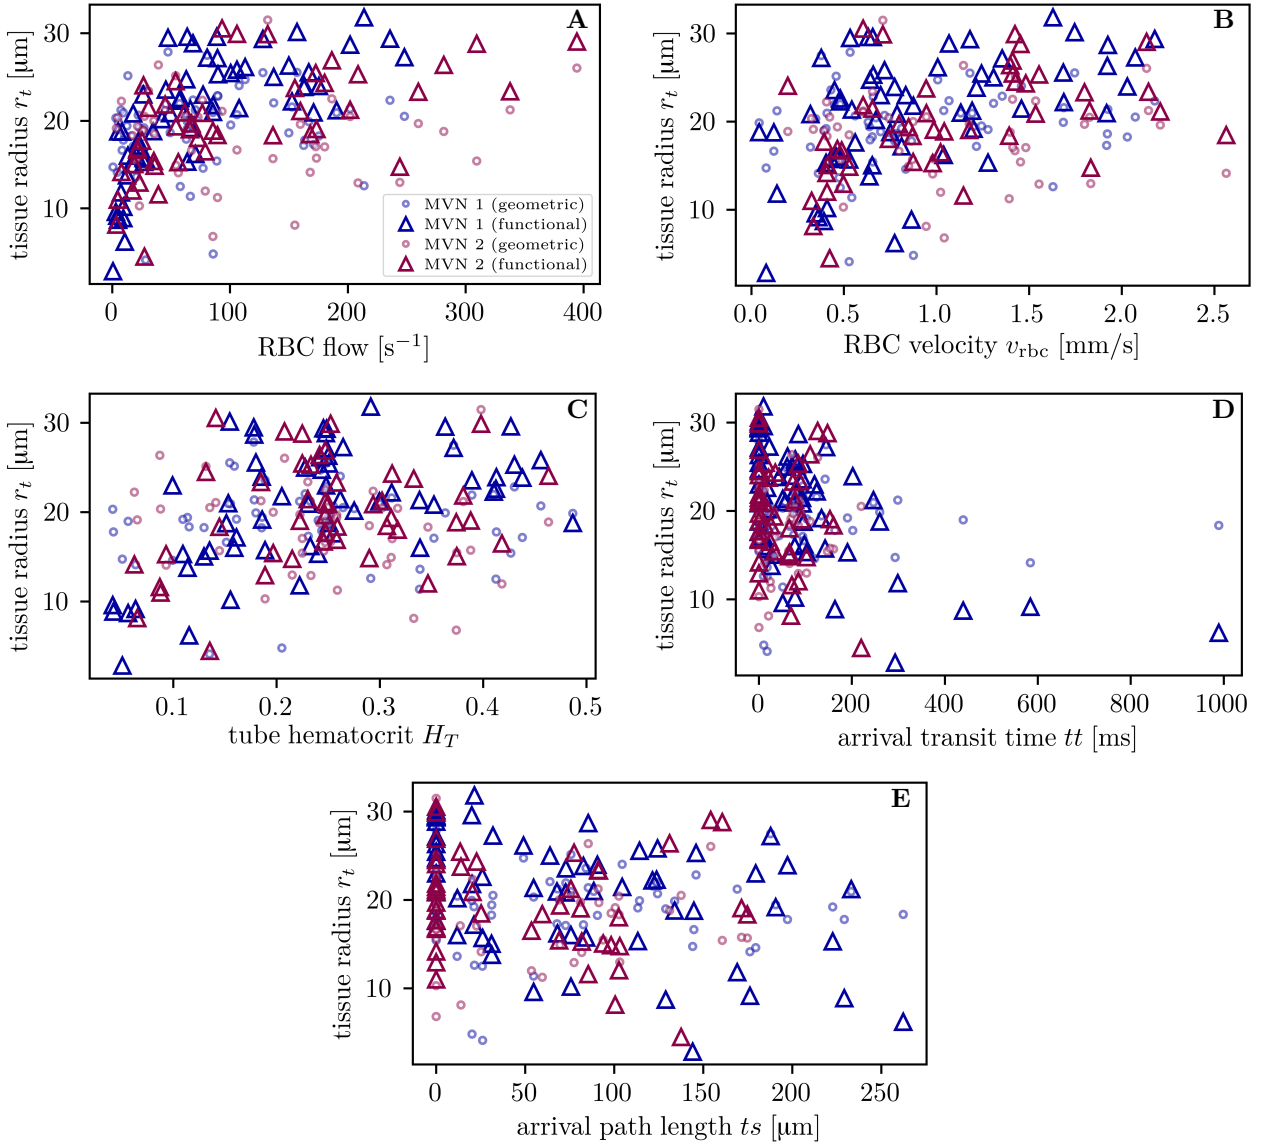 A
30
20
10
tissue radius r_t [µm]
0
100
200
300
400
RBC flow [s⁻¹]
MVN 1 (geometric)
MVN 1 (functional)
MVN 2 (geometric)
MVN 2 (functional)
B
30
20
10
tissue radius r_t [µm]
0.0
0.5
1.0
1.5
2.0
2.5
RBC velocity v_rbc [mm/s]
C
30
20
10
tissue radius r_t [µm]
0.1
0.2
0.3
0.4
0.5
tube hematocrit H_T
D
30
20
10
tissue radius r_t [µm]
0
200
400
600
800
1000
arrival transit time tt [ms]
E
30
20
10
tissue radius r_t [µm]
0
50
100
150
200
250
arrival path length ts [µm]